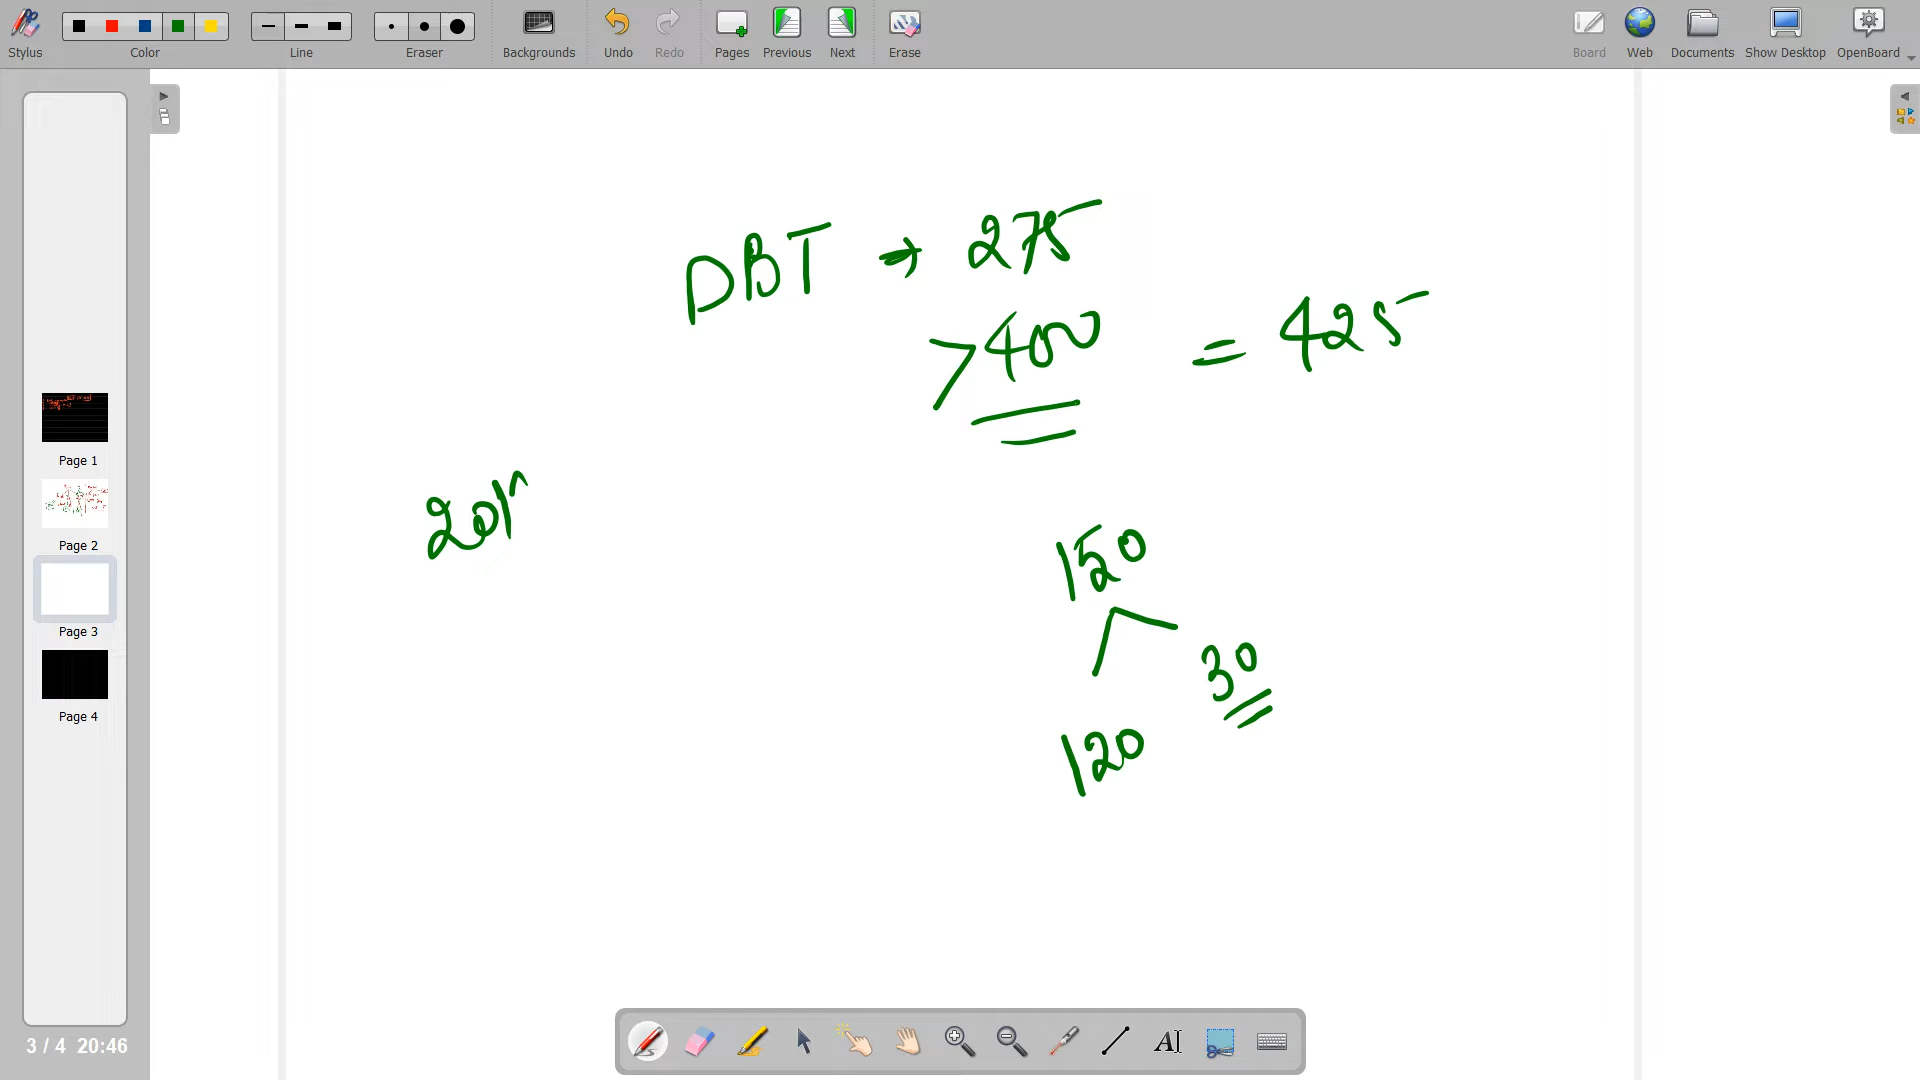 Stylus Color Line Eraser Backgrounds Undo Redo Pages Previous Next Erase Board Web Documents Show Desktop OpenBoard
DBT → 275
>400 = 425
150
30
120
Page 1
Page 2
Page 3
Page 4
3 / 4 20:46